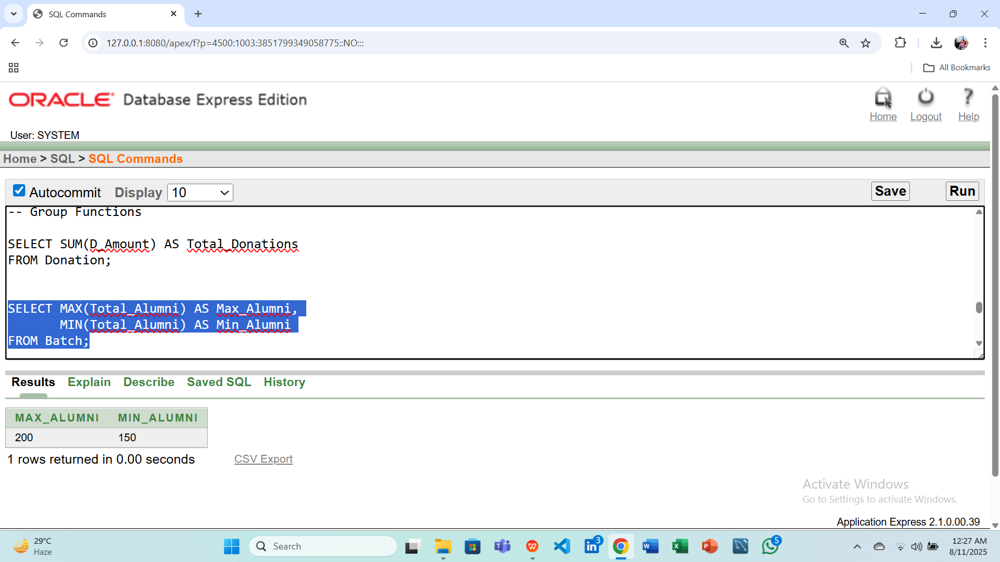 SQL Commands
127.0.0.1:8080/apex/f?p=4500:1003:3851799349058775::NO:::
All Bookmarks
ORACLE Database Express Edition
Home Logout Help
User: SYSTEM
Home > SQL > SQL Commands
Autocommit Display 10 Save Run
-- Group Functions
SELECT SUM(D_Amount) AS Total_Donations
FROM Donation;
SELECT MAX(Total_Alumni) AS Max_Alumni,
MIN(Total_Alumni) AS Min_Alumni
FROM Batch;
Results Explain Describe Saved SQL History
MAX_ALUMNI MIN_ALUMNI
200 150
1 rows returned in 0.00 seconds CSV Export
Activate Windows
Go to Settings to activate Windows.
Application Express 2.1.0.00.39
29°C
Haze
Search
3
5
12:27 AM
8/11/2025